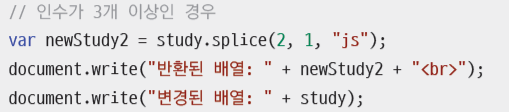 // 인수가 3개 이상인 경우
var newStudy2 = study.splice(2, 1, "js");
document.write("반환된 배열: " + newStudy2 + "<br>");
document.write("변경된 배열: " + study);